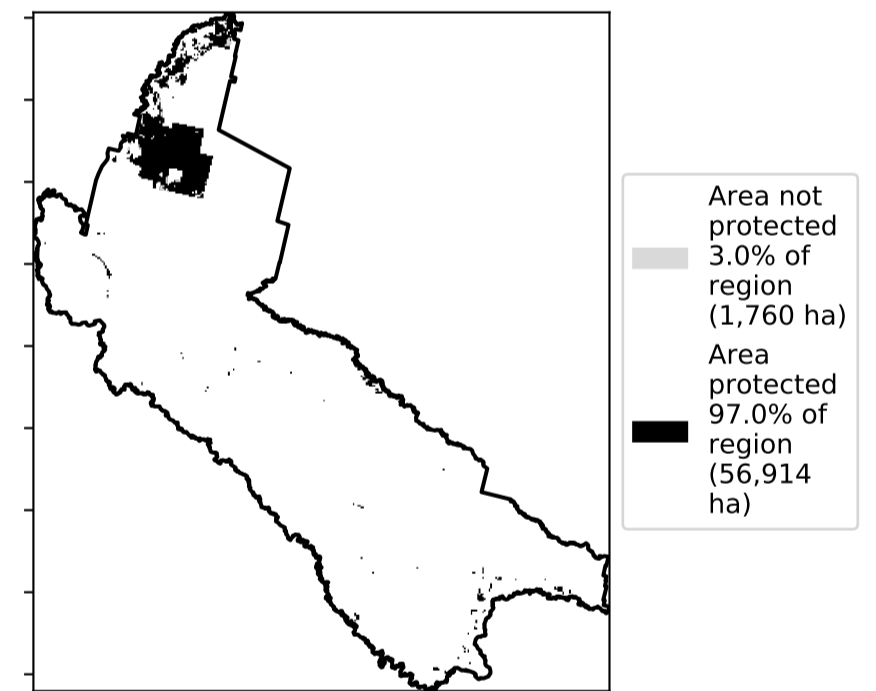 Area not
protected
3.0% of
region
(1,760 ha)
Area
protected
97.0% of
region
(56,914
ha)